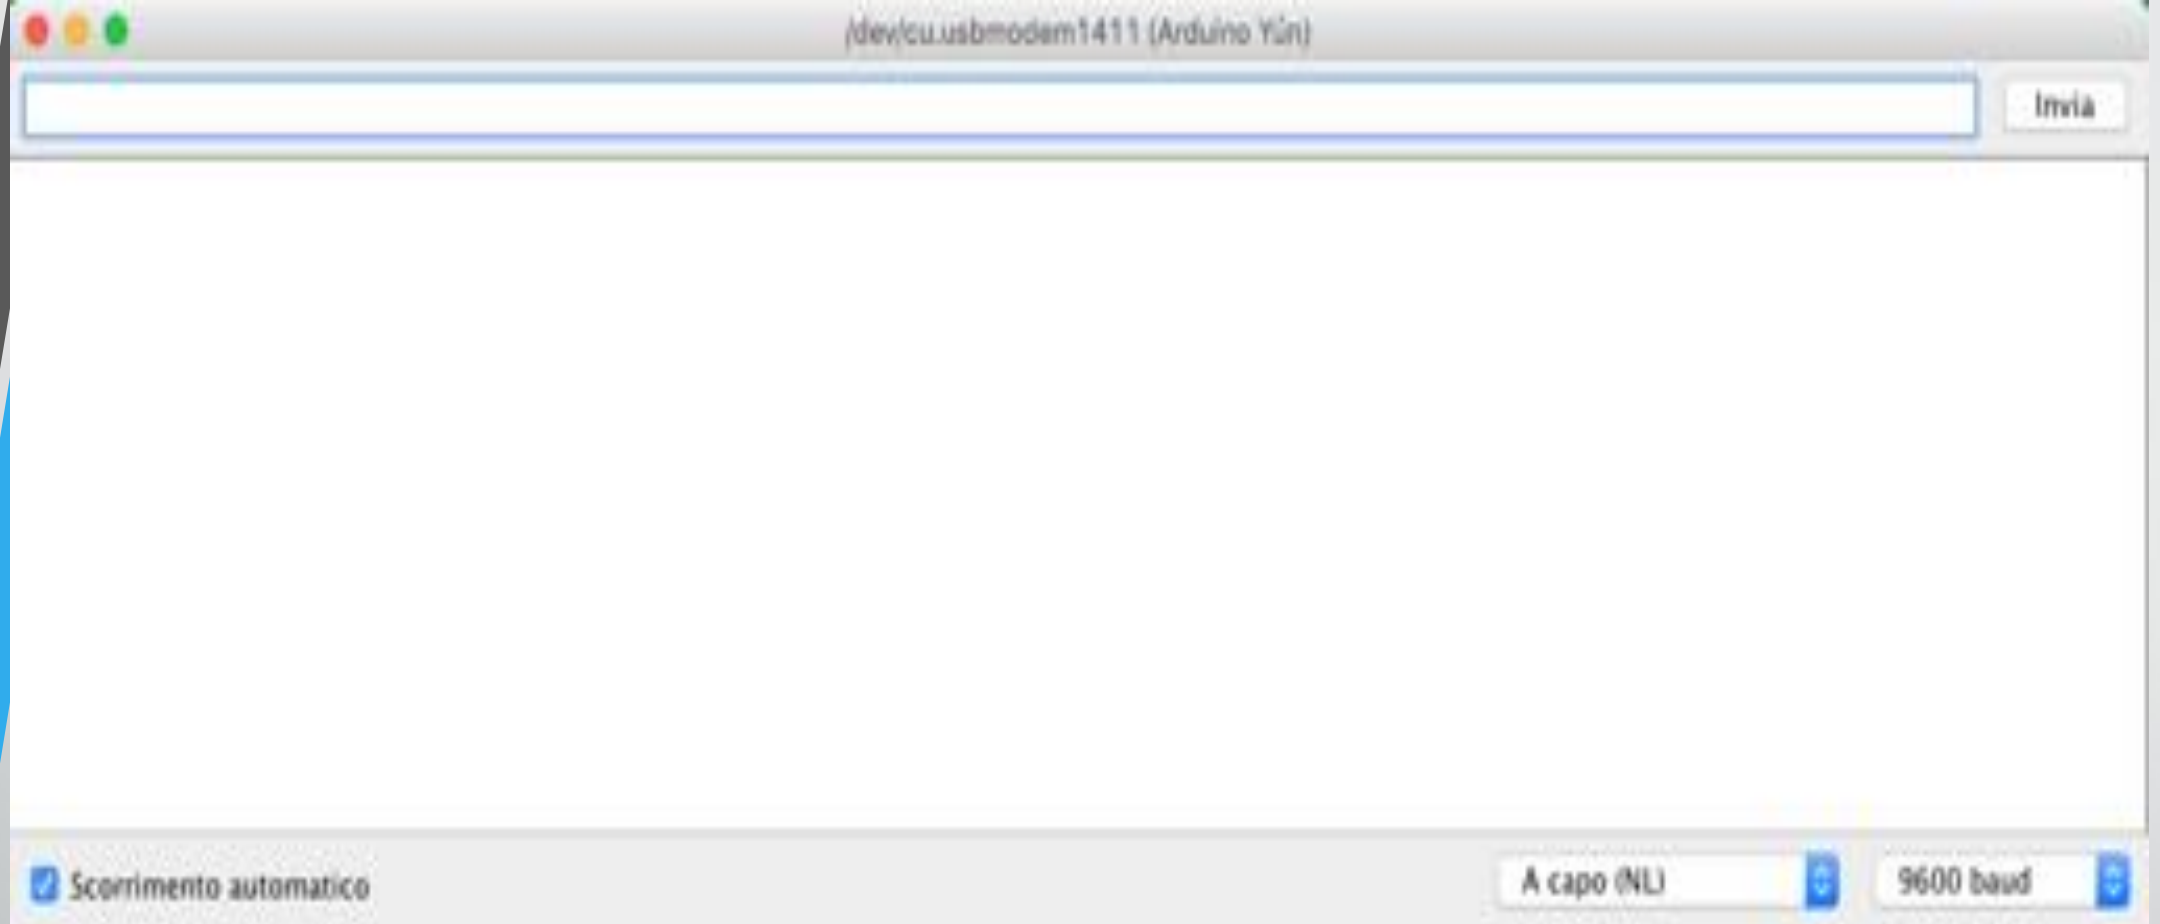 /dev/cu.usbmodem1411 (Arduino Yún)
Invia
Scorrimento automatico
A capo (NL)
9600 baud